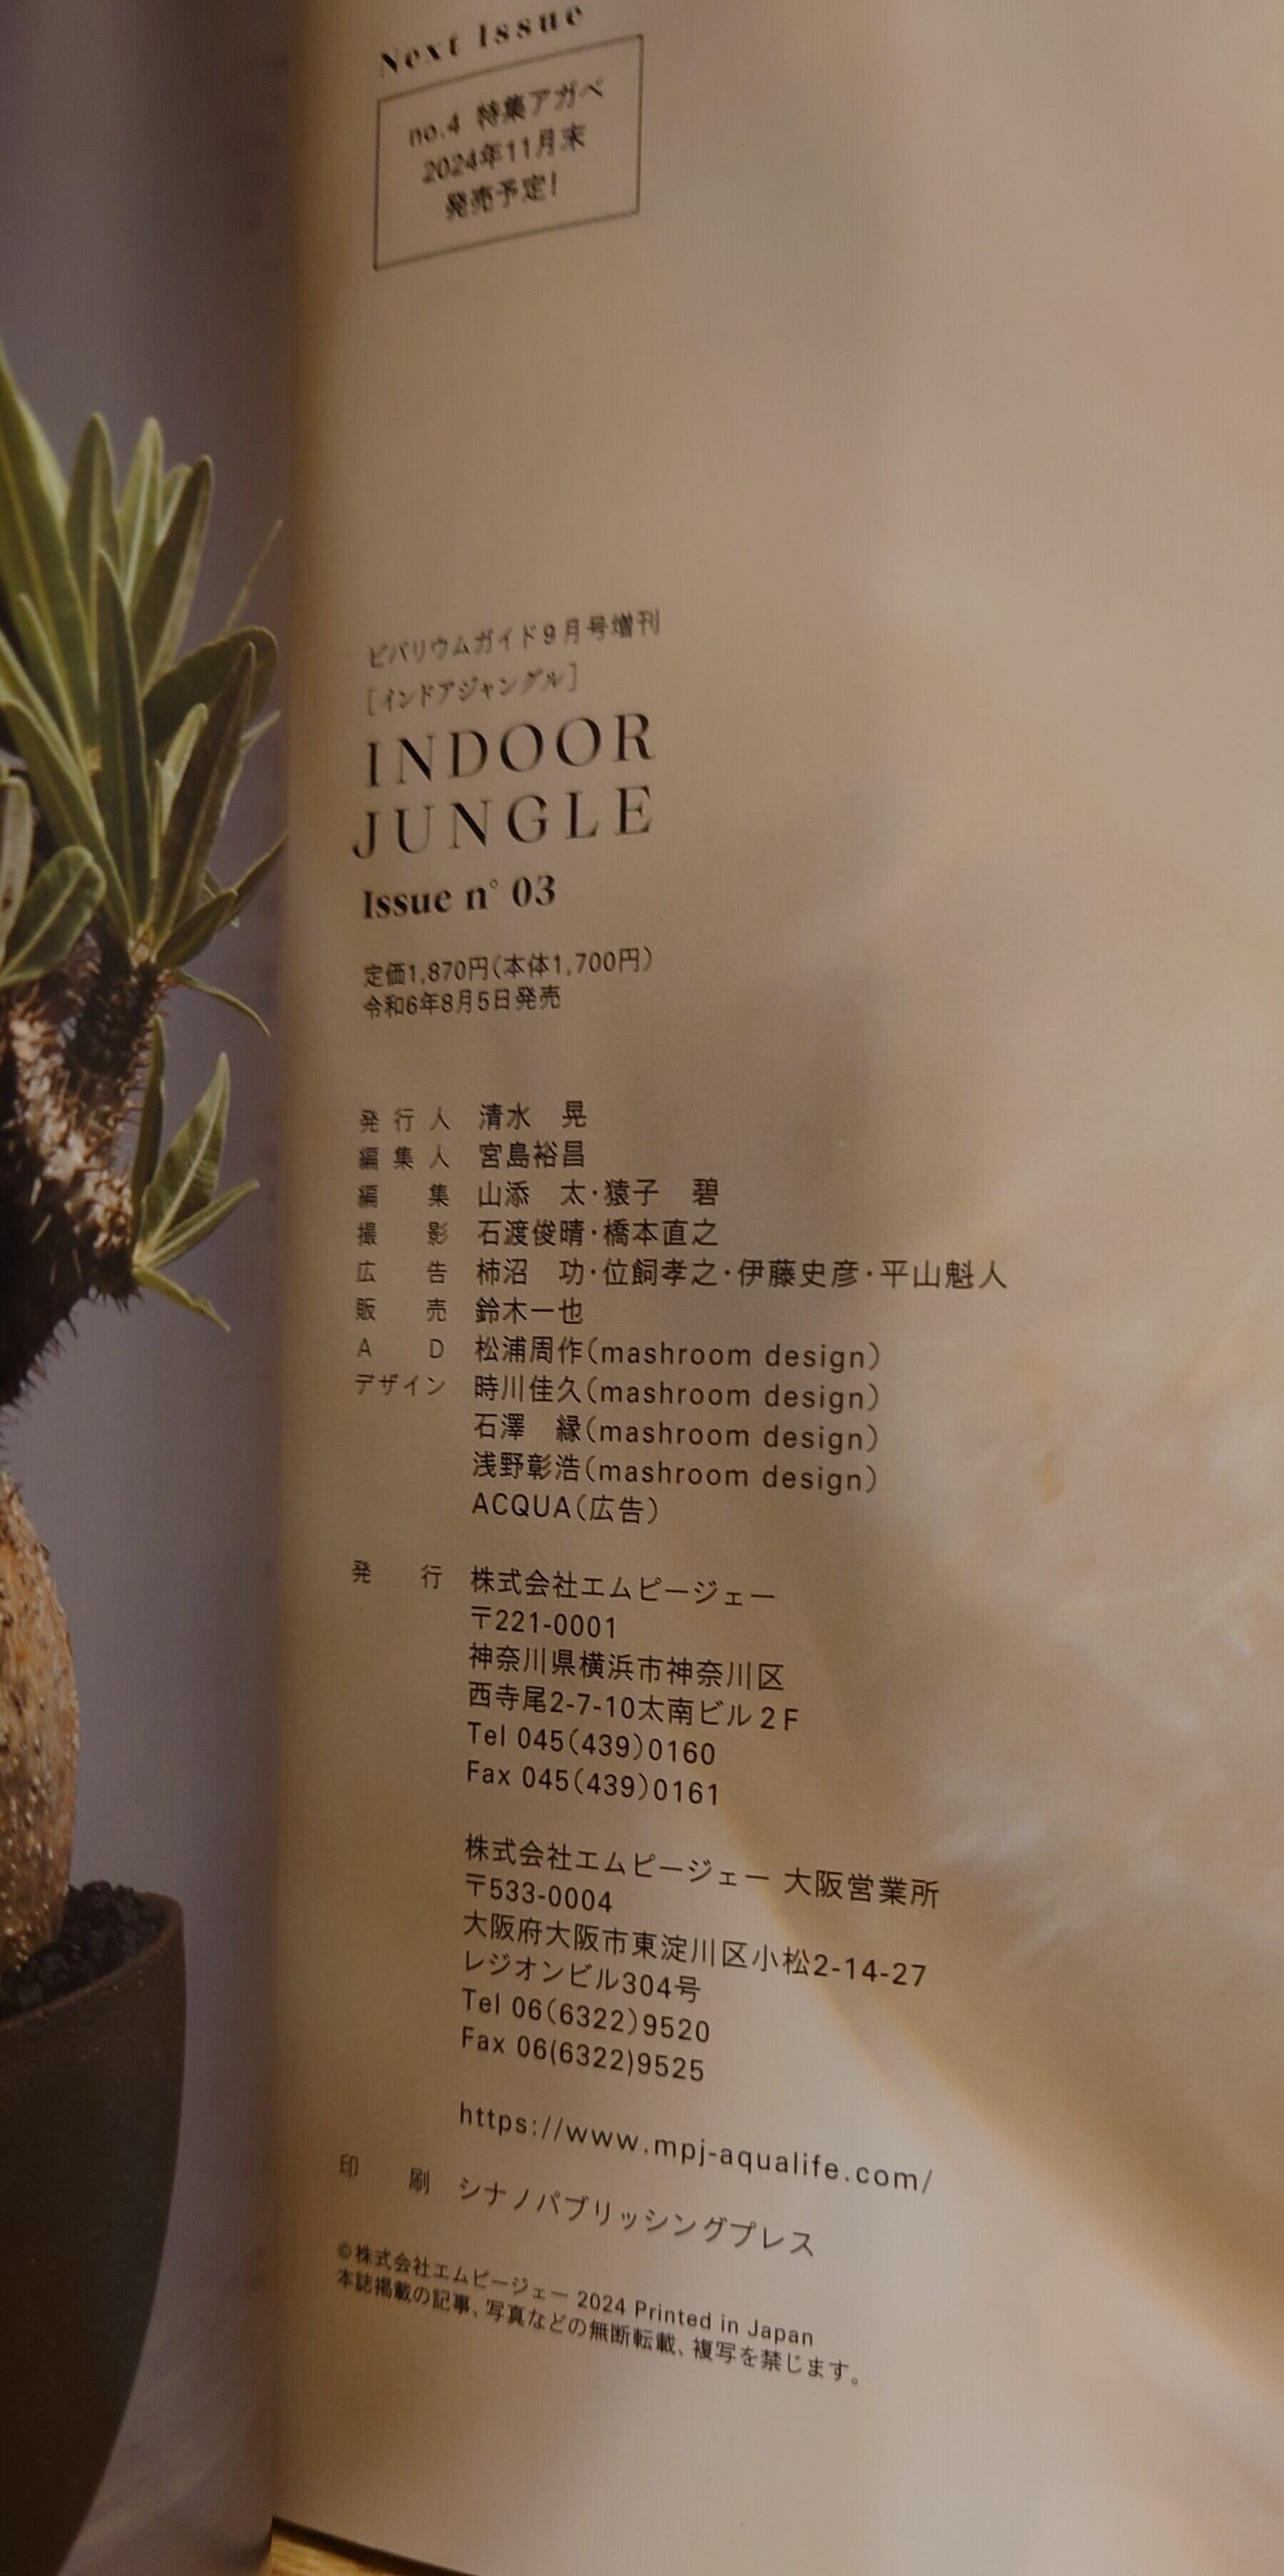 Next Issue
no.4 特集アガベ
2024年11月末
発売予定！
ビバリウムガイド9月号増刊
［インドアジャングル］
INDOOR
JUNGLE
Issue n° 03
定価1,870円（本体1,700円）
令和6年8月5日発売
発行人 清水　晃
編集人 宮島裕昌
編　集 山添　太・猿子　碧
撮　影 石渡俊晴・橋本直之
広　告 柿沼　功・位飼孝之・伊藤史彦・平山魁人
販　売 鈴木一也
A　D 松浦周作（mashroom design）
デザイン 時川佳久（mashroom design）
石澤　縁（mashroom design）
浅野彰浩（mashroom design）
ACQUA（広告）
発　行 株式会社エムピージェー
〒221-0001
神奈川県横浜市神奈川区
西寺尾2-7-10太南ビル２F
Tel 045（439）0160
Fax 045（439）0161
株式会社エムピージェー 大阪営業所
〒533-0004
大阪府大阪市東淀川区小松2-14-27
レジオンビル304号
Tel 06（6322）9520
Fax 06(6322)9525
https://www.mpj-aqualife.com/
印　刷 シナノパブリッシングプレス
©株式会社エムピージェー 2024 Printed in Japan
本誌掲載の記事、写真などの無断転載、複写を禁じます。